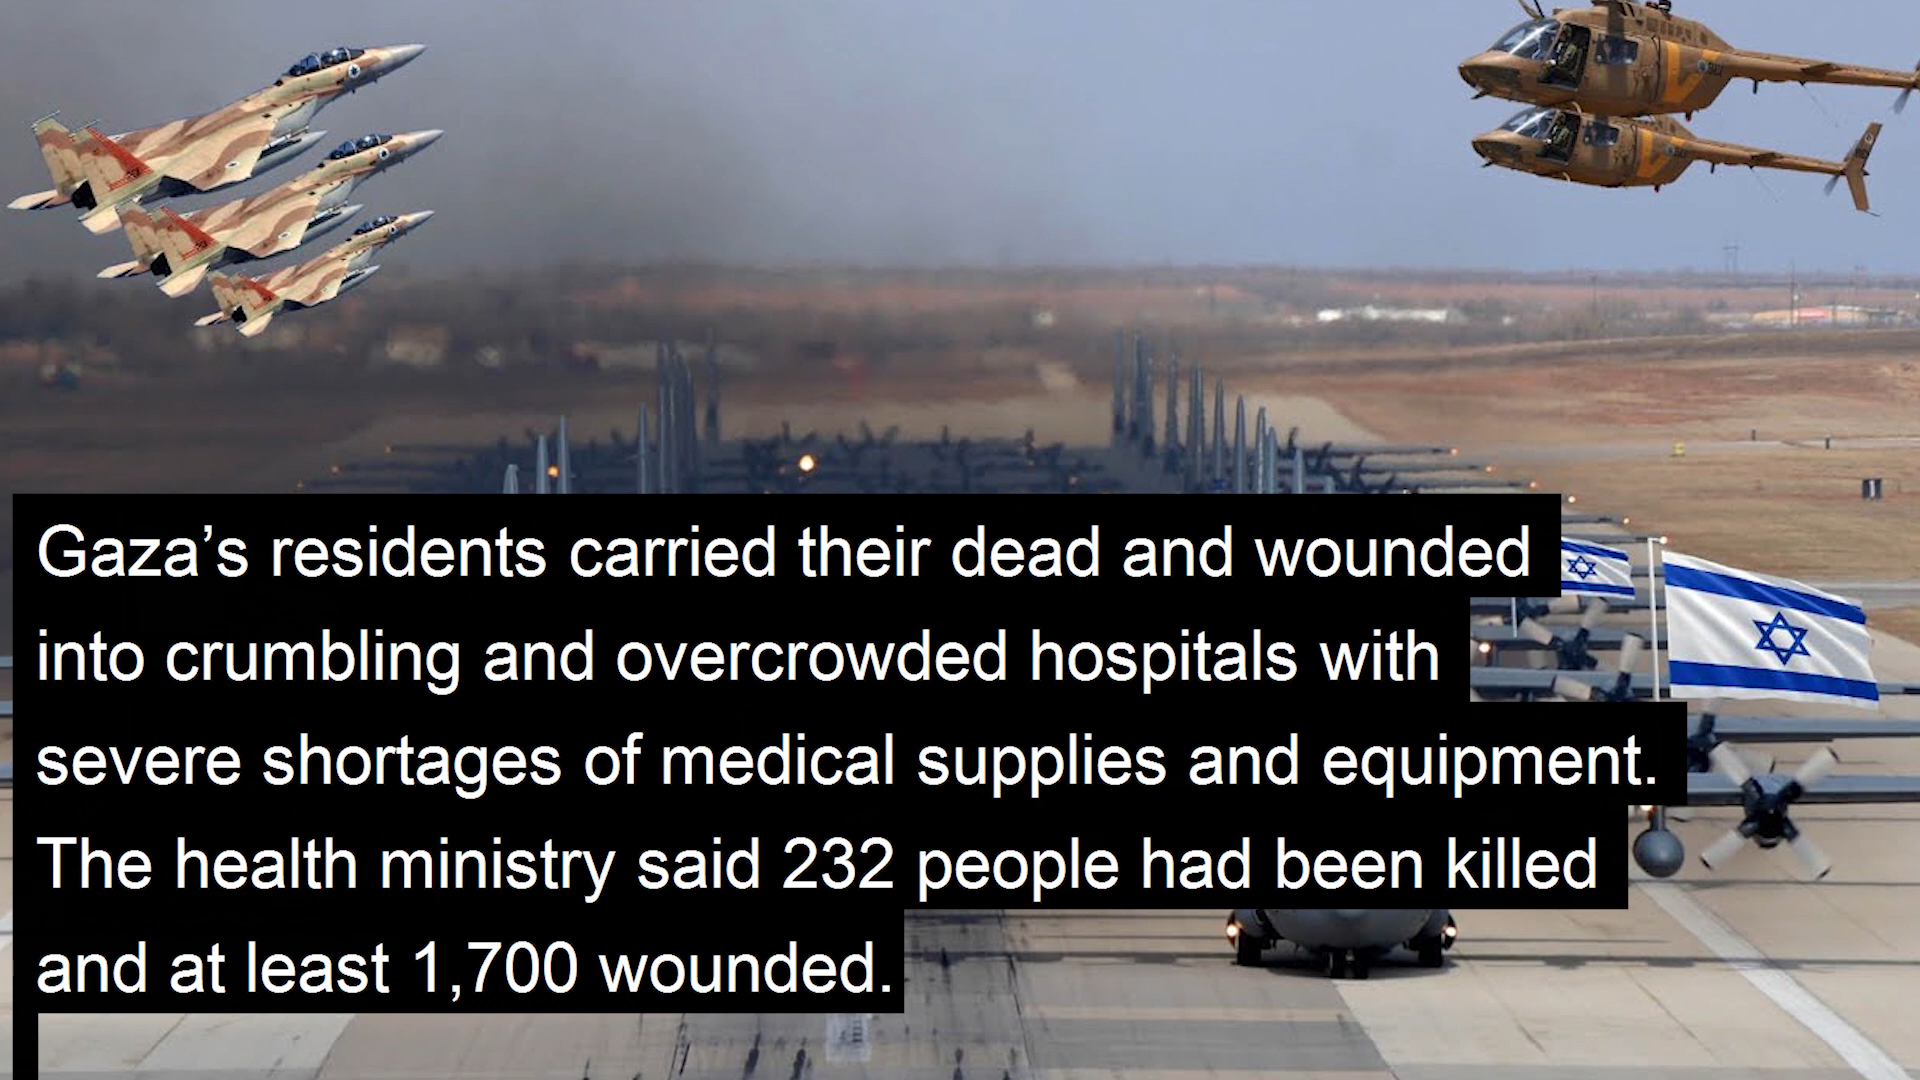 Gaza’s residents carried their dead and wounded
into crumbling and overcrowded hospitals with
severe shortages of medical supplies and equipment.
The health ministry said 232 people had been killed
and at least 1,700 wounded.